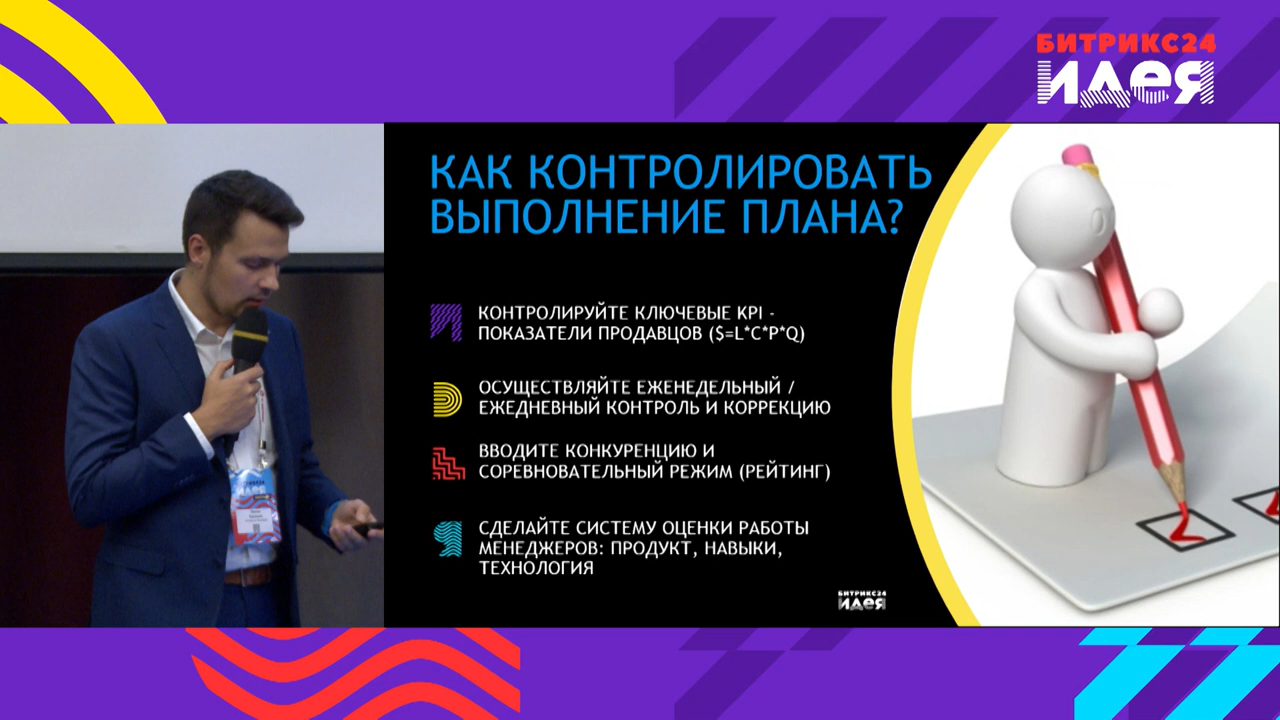 БИТРИКС24
идея
КАК КОНТРОЛИРОВАТЬ
ВЫПОЛНЕНИЕ ПЛАНА?
КОНТРОЛИРУЙТЕ КЛЮЧЕВЫЕ KPI -
ПОКАЗАТЕЛИ ПРОДАВЦОВ ($=L*C*P*Q)
ОСУЩЕСТВЛЯЙТЕ ЕЖЕНЕДЕЛЬНЫЙ /
ЕЖЕДНЕВНЫЙ КОНТРОЛЬ И КОРРЕКЦИЮ
ВВОДИТЕ КОНКУРЕНЦИЮ И
СОРЕВНОВАТЕЛЬНЫЙ РЕЖИМ (РЕЙТИНГ)
СДЕЛАЙТЕ СИСТЕМУ ОЦЕНКИ РАБОТЫ
МЕНЕДЖЕРОВ: ПРОДУКТ, НАВЫКИ,
ТЕХНОЛОГИЯ
БИТРИКС24
идея
идея